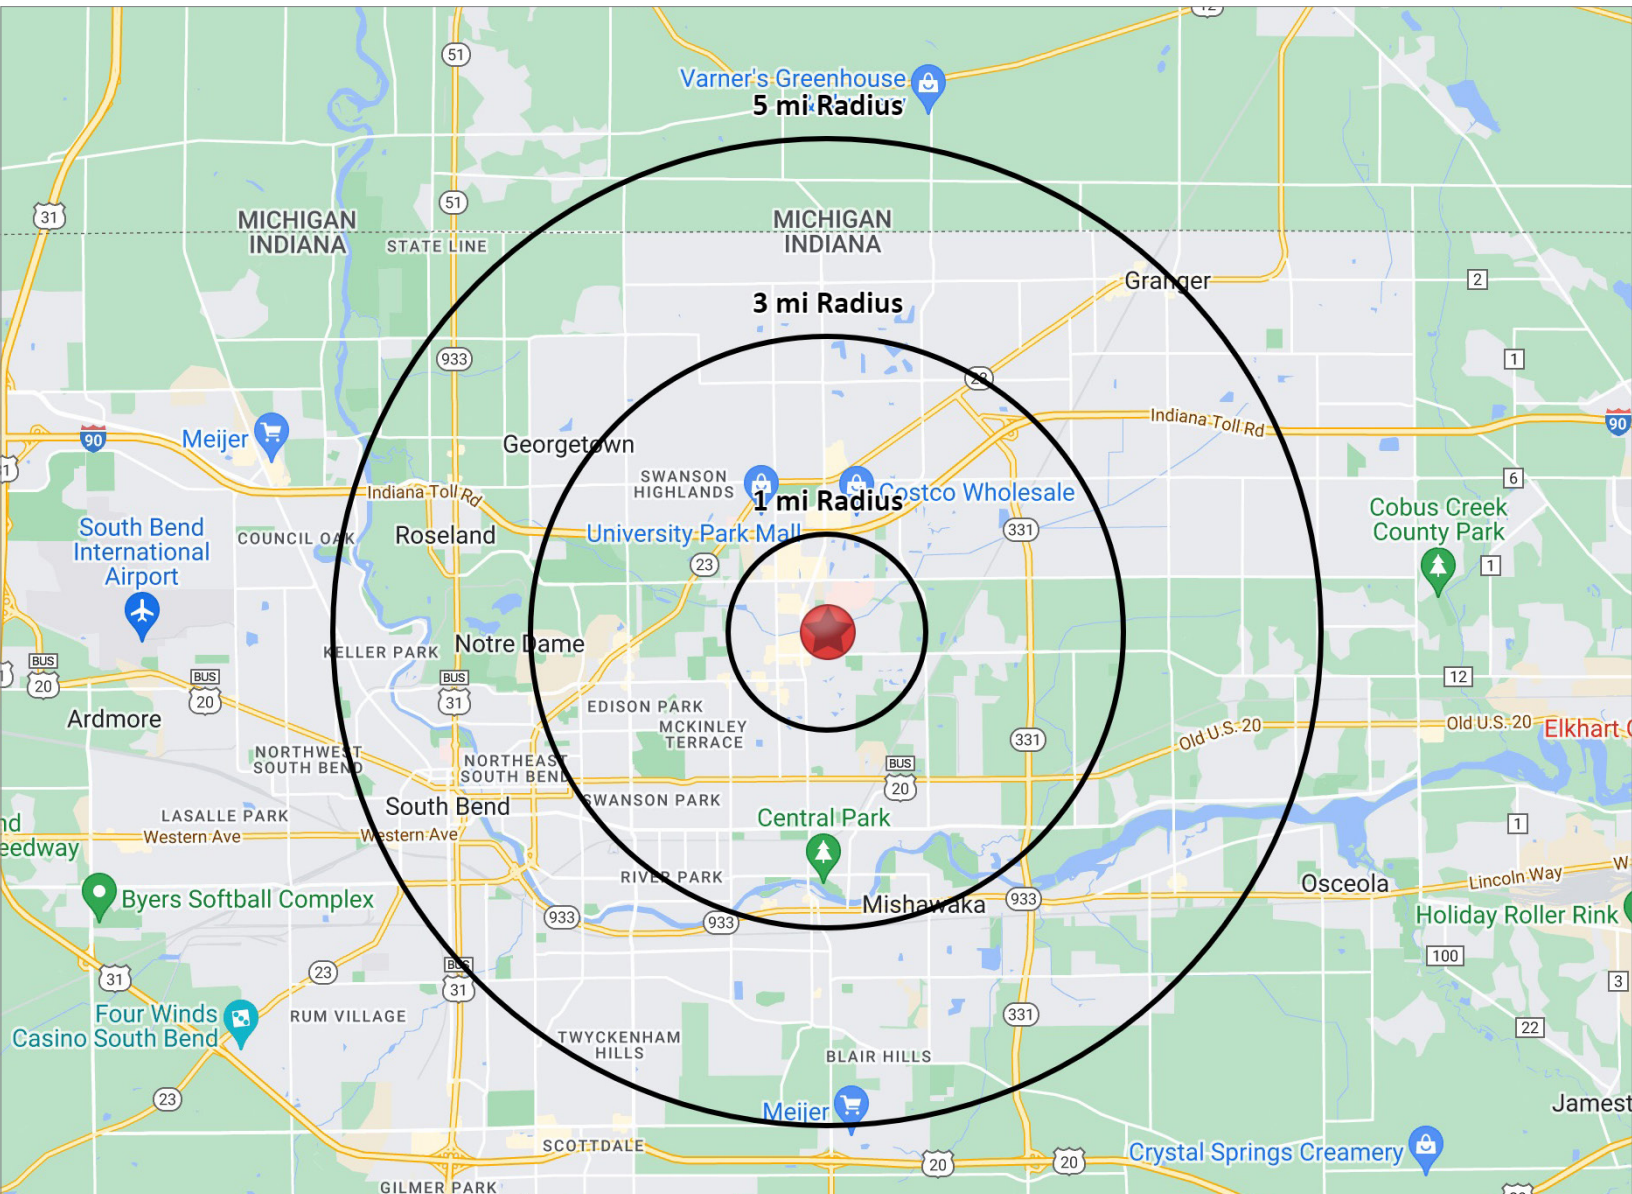 12
51
Varner's Greenhouse
5 mi Radius
51
31
MICHIGAN
INDIANA
STATE LINE
MICHIGAN
INDIANA
Granger
2
3 mi Radius
933
1
23
Indiana Toll Rd
90
90
Meijer
Georgetown
SWANSON
HIGHLANDS
Costco Wholesale
1 mi Radius
6
Indiana Toll Rd
Cobus Creek
County Park
South Bend
International
Airport
COUNCIL OAK
Roseland
University Park Mall
331
23
1
KELLER PARK
Notre Dame
BUS
20
BUS
20
BUS
31
12
Ardmore
EDISON PARK
MCKINLEY
TERRACE
331
Old U.S. 20
Old U.S. 20
Elkhart
NORTHWEST
SOUTH BEND
NORTHEAST
SOUTH BEND
BUS
20
South Bend
SWANSON PARK
LASALLE PARK
Central Park
1
Western Ave
Western Ave
eedway
RIVER PARK
Byers Softball Complex
Mishawaka
933
Osceola
Lincoln Way
933
933
Holiday Roller Rink
100
31
23
BUS
31
3
Four Winds
Casino South Bend
RUM VILLAGE
331
22
TWYCKENHAM
HILLS
BLAIR HILLS
23
Meijer
Jamest
SCOTTDALE
20
20
Crystal Springs Creamery
GILMER PARK